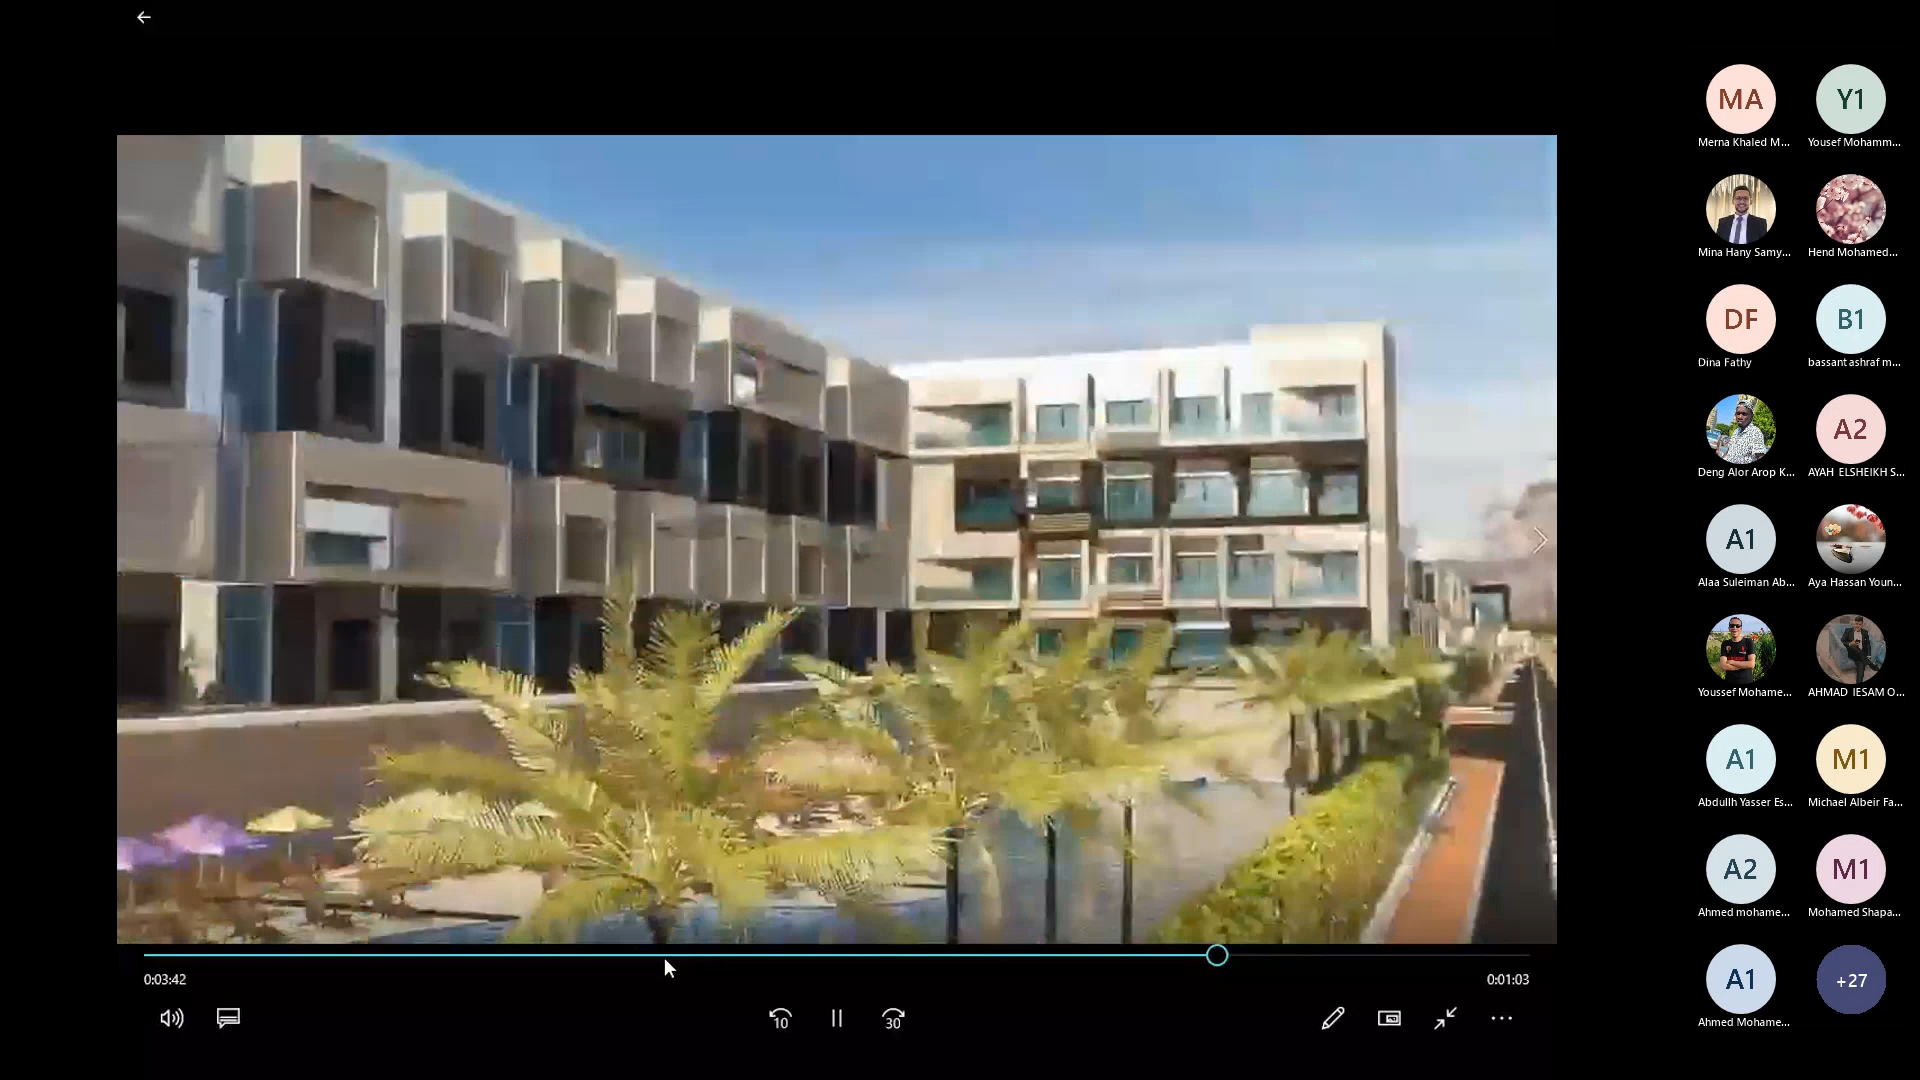 MA
Y1
Merna Khaled M...
Yousef Mohamm...
Mina Hany Samy...
Hend Mohamed...
DF
B1
Dina Fathy
bassant ashraf m...
A2
Deng Alor Arop K...
AYAH ELSHEIKH S...
A1
Alaa Suleiman Ab...
Aya Hassan Youn...
Youssef Mohame...
AHMAD IESAM O...
A1
M1
Abdullh Yasser Es...
Michael Albeir Fa...
A2
M1
Ahmed mohame...
Mohamed Shapa...
A1
+27
Ahmed Mohame...
0:03:42
0:01:03
10
30